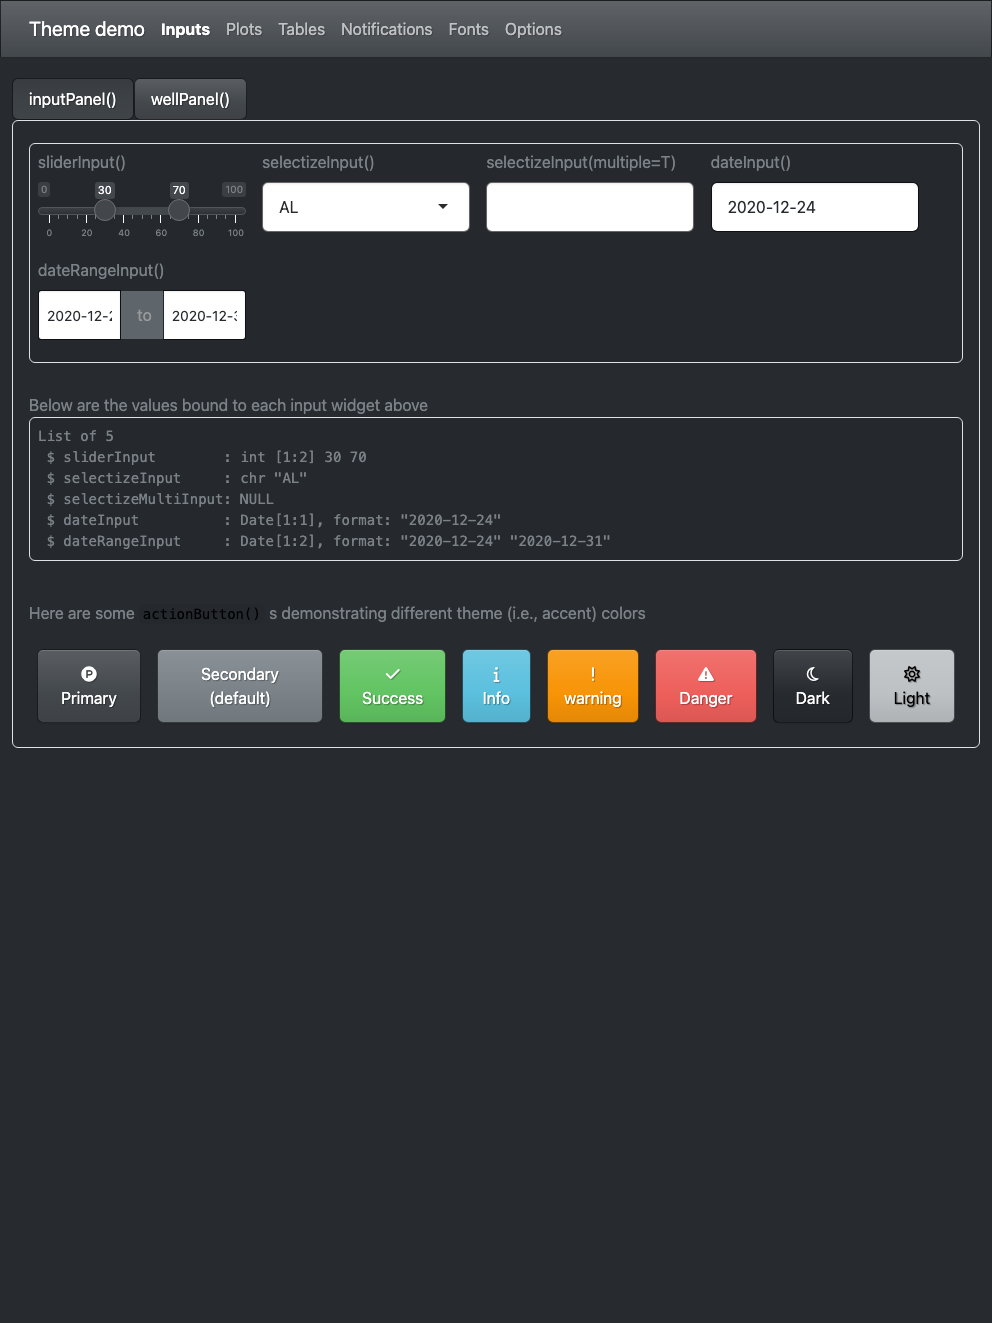 Theme demo Inputs Plots Tables Notifications Fonts Options
inputPanel() wellPanel()
sliderInput() selectizeInput() selectizeInput(multiple=T) dateInput()
0 30 70 100
AL
2020-12-24
0 20 40 60 80 100
dateRangeInput()
2020-12-2 to 2020-12-3
Below are the values bound to each input widget above
List of 5
$ sliderInput : int [1:2] 30 70
$ selectizeInput : chr "AL"
$ selectizeMultiInput: NULL
$ dateInput : Date[1:1], format: "2020-12-24"
$ dateRangeInput : Date[1:2], format: "2020-12-24" "2020-12-31"
Here are some actionButton() s demonstrating different theme (i.e., accent) colors
Primary
Secondary
(default)
Success
Info
warning
Danger
Dark
Light